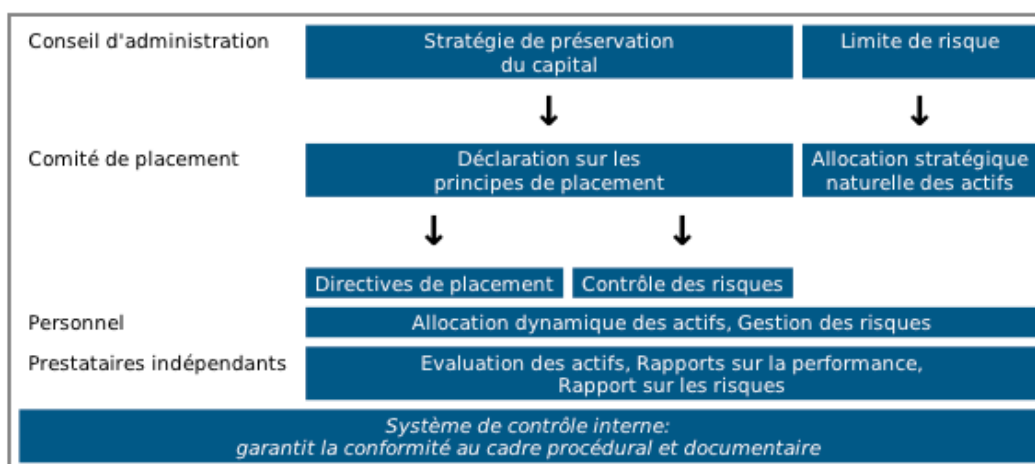 Conseil d'administration
Stratégie de préservation
du capital
Limite de risque
Comité de placement
Déclaration sur les
principes de placement
Allocation stratégique
naturelle des actifs
Directives de placement
Contrôle des risques
Personnel
Allocation dynamique des actifs, Gestion des risques
Prestataires indépendants
Evaluation des actifs, Rapports sur la performance,
Rapport sur les risques
Système de contrôle interne:
garantit la conformité au cadre procédural et documentaire